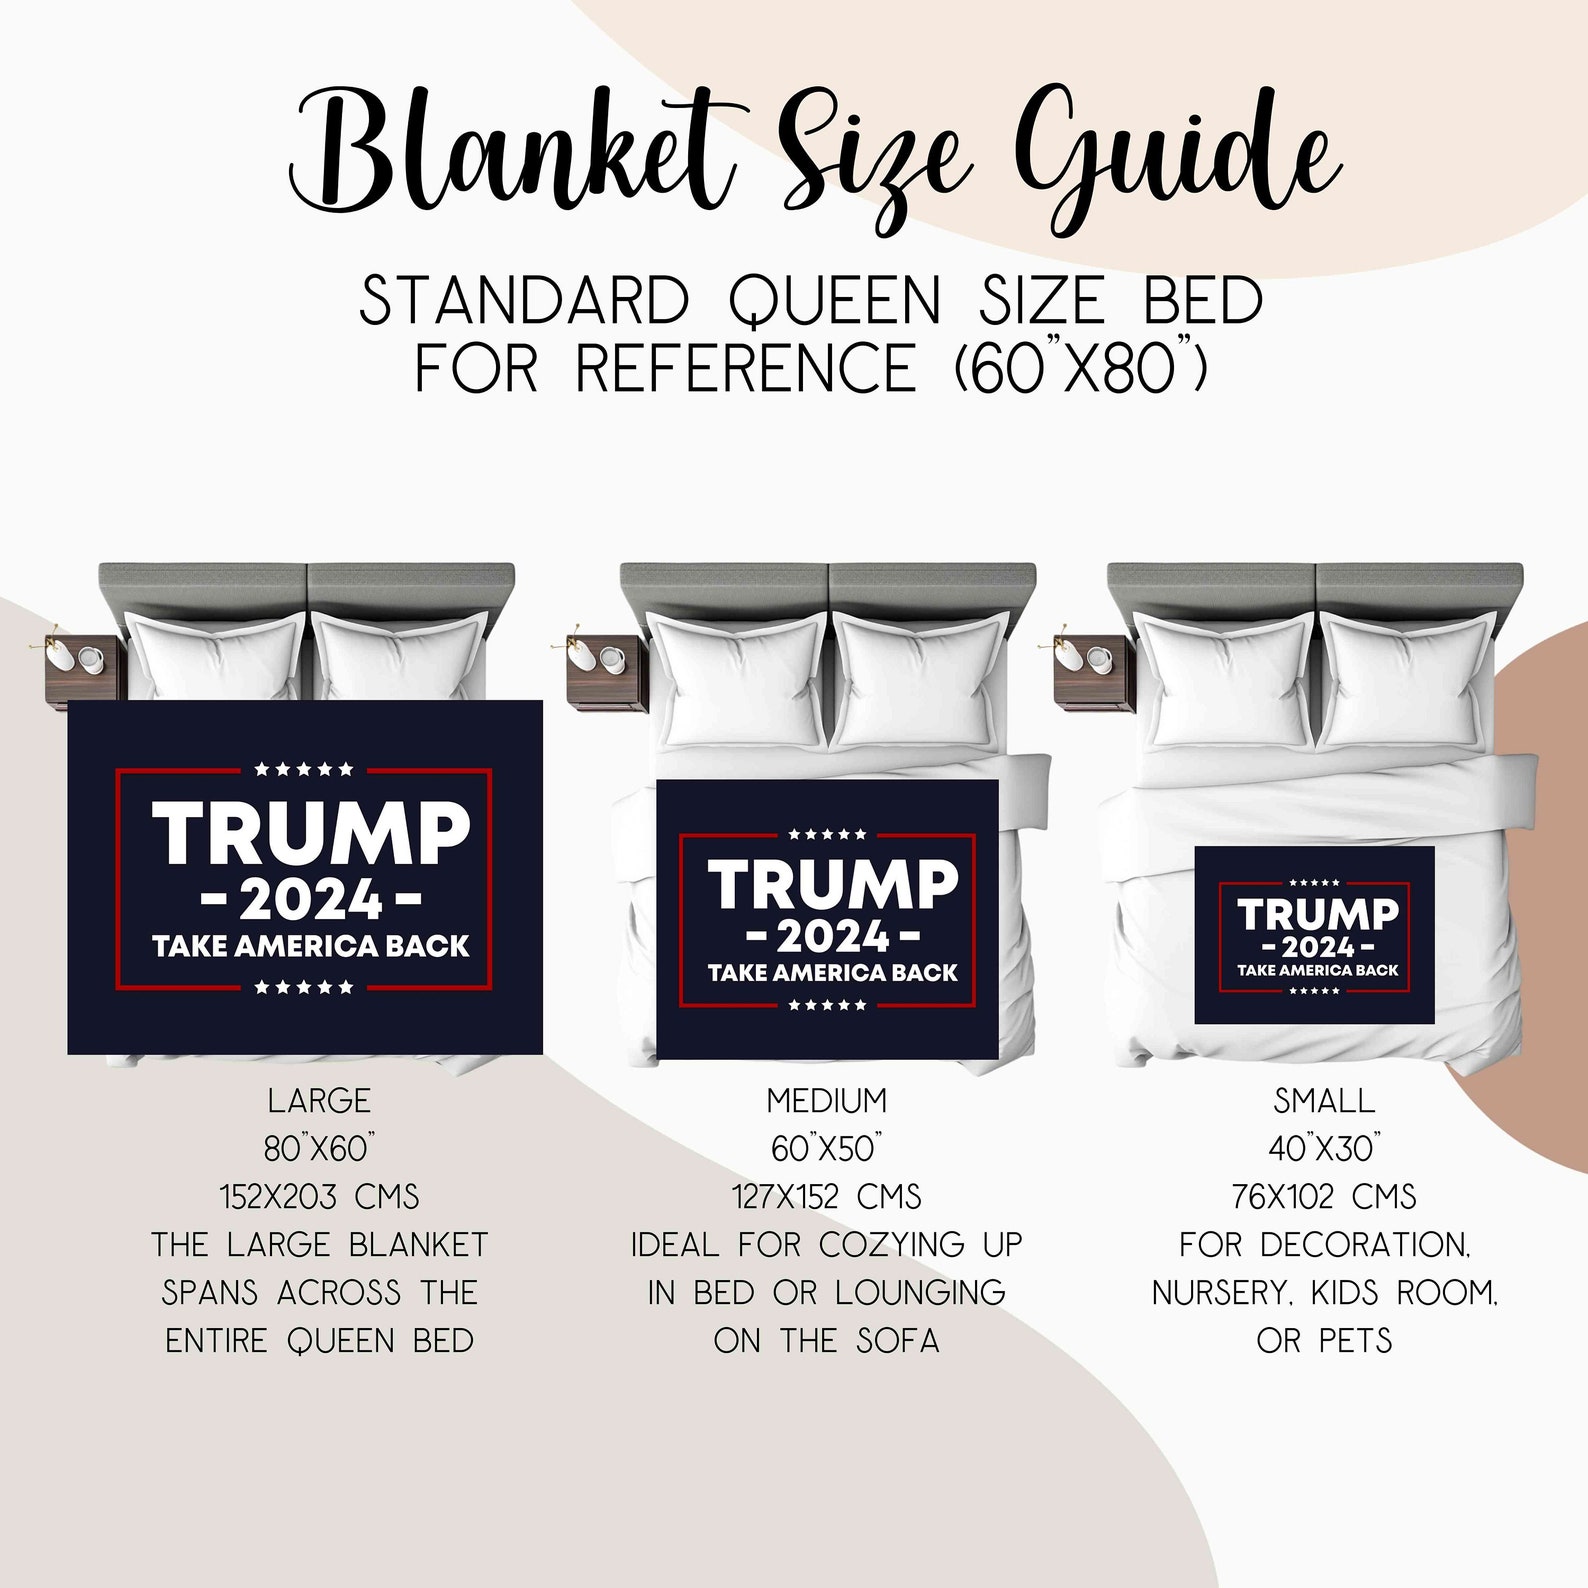 Blanket Size Guide
STANDARD QUEEN SIZE BED
FOR REFERENCE (60"X80")
TRUMP
- 2024 -
TAKE AMERICA BACK
LARGE
80"X60"
152X203 CMS
THE LARGE BLANKET
SPANS ACROSS THE
ENTIRE QUEEN BED
TRUMP
- 2024 -
TAKE AMERICA BACK
MEDIUM
60"X50"
127X152 CMS
IDEAL FOR COZYING UP
IN BED OR LOUNGING
ON THE SOFA
TRUMP
- 2024 -
TAKE AMERICA BACK
SMALL
40"X30"
76X102 CMS
FOR DECORATION,
NURSERY, KIDS ROOM,
OR PETS